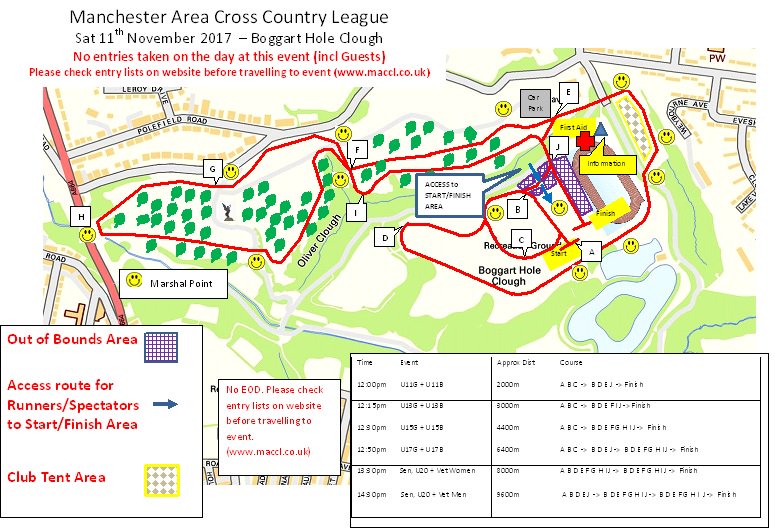 Manchester Area Cross Country League
Sat 11th November 2017 – Boggart Hole Clough
No entries taken on the day at this event (incl Guests)
Please check entry lists on website before travelling to event (www.maccl.co.uk)
PW
LEROY DRIVE
POLEFIELD ROAD
Car
Park
E
First Aid
J
Information
F
G
ACCESS to
START/FINISH
AREA
I
H
B
Finish
D
C
A
Start
Oliver Clough
Boggart Hole
Clough
ROAD
Marshal Point
Out of Bounds Area
Access route for
Runners/Spectators
to Start/Finish Area
Club Tent Area
No EOD. Please check
entry lists on website
before travelling to
event.
(www.maccl.co.uk)
ROAD
Time Event Approx Dist Course
12:00pm U11G + U11B 2000m A B C -> B D E J -> Finish
12:15pm U13G + U13B 3000m A B C -> B D E F I J -> Finish
12:30pm U15G + U15B 4400m A B C -> B D E F G H I J -> Finish
12:50pm U17G + U17B 6400m A B C -> B D E J -> B D E F G H I J -> Finish
13:30pm Sen, U20 + Vet Women 8000m A B D E F G H I J -> B D E F G H I J -> Finish
14:30pm Sen, U20 + Vet Men 9600m A B D E J -> B D E F G H I J -> B D E F G H I J -> Finish